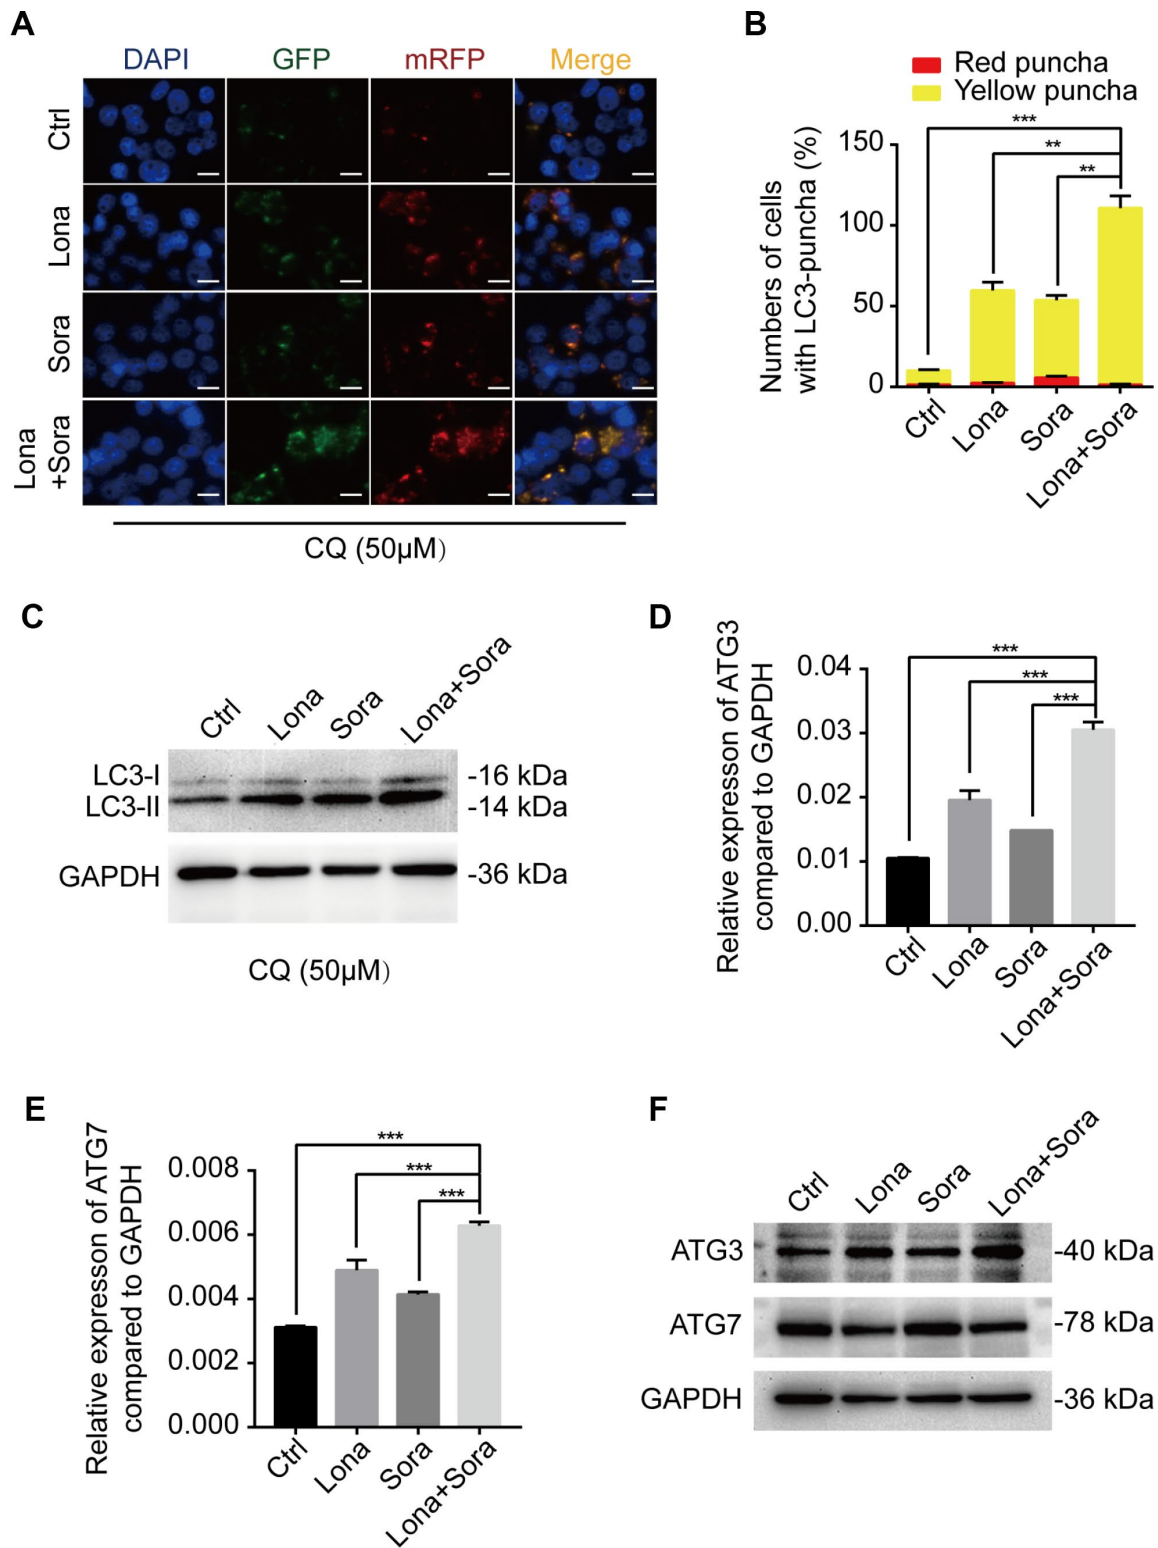 A
DAPI GFP mRFP Merge
Ctrl
Lona
Sora
Lona
+Sora
CQ (50μM)
B
Red puncha
Yellow puncha
Numbers of cells
with LC3-puncha (%)
150
100
50
0
***
**
**
Ctrl Lona Sora Lona+Sora
C
Ctrl Lona Sora Lona+Sora
LC3-I -16 kDa
LC3-II -14 kDa
GAPDH -36 kDa
CQ (50μM)
D
Relative expresson of ATG3
compared to GAPDH
0.04
0.03
0.02
0.01
0.00
***
***
***
Ctrl Lona Sora Lona+Sora
E
Relative expresson of ATG7
compared to GAPDH
0.008
0.006
0.004
0.002
0.000
***
***
***
Ctrl Lona Sora Lona+Sora
F
Ctrl Lona Sora Lona+Sora
ATG3 -40 kDa
ATG7 -78 kDa
GAPDH -36 kDa